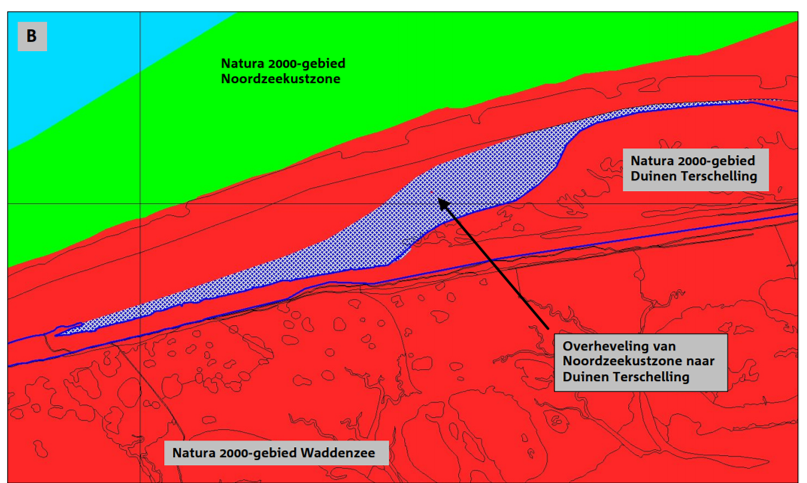 B
Natura 2000-gebied
Noordzeekustzone
Natura 2000-gebied
Duinen Terschelling
Overheveling van
Noordzeekustzone naar
Duinen Terschelling
Natura 2000-gebied Waddenzee